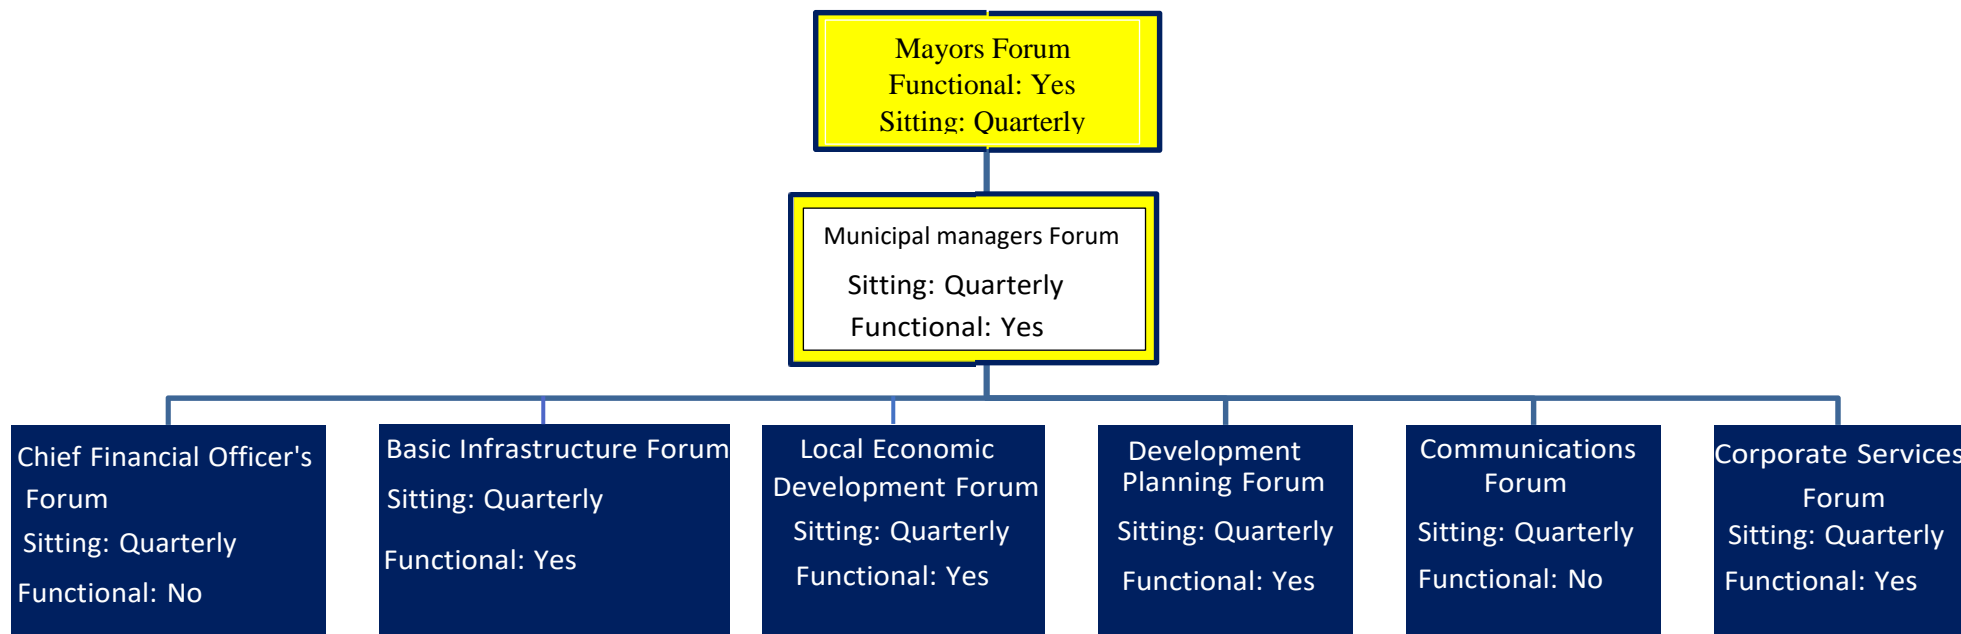 Mayors Forum
Functional: Yes
Sitting: Quarterly
Municipal managers Forum
Sitting: Quarterly
Functional: Yes
Chief Financial Officer's
Forum
Sitting: Quarterly
Functional: No
Basic Infrastructure Forum
Sitting: Quarterly
Functional: Yes
Local Economic
Development Forum
Sitting: Quarterly
Functional: Yes
Development
Planning Forum
Sitting: Quarterly
Functional: Yes
Communications
Forum
Sitting: Quarterly
Functional: No
Corporate Services
Forum
Sitting: Quarterly
Functional: Yes